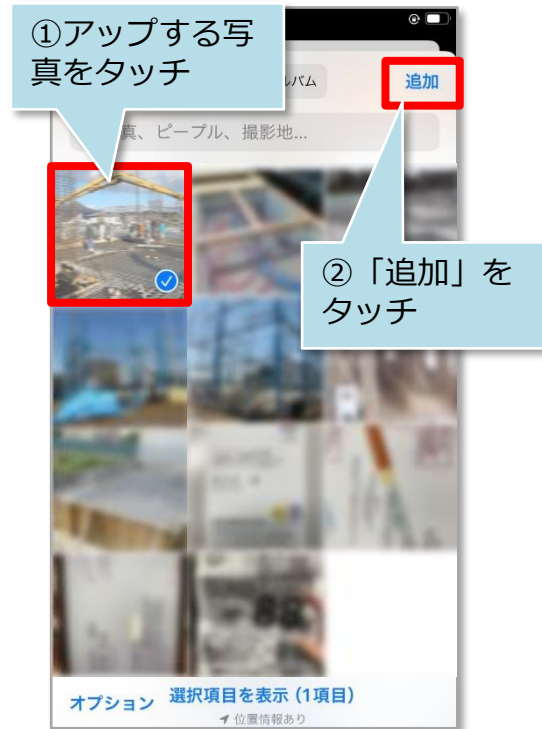 ①アップする写
真をタッチ
ルバム
追加
真、ピープル、撮影地...
②「追加」を
タッチ
オプション
選択項目を表示 (1項目)
位置情報あり